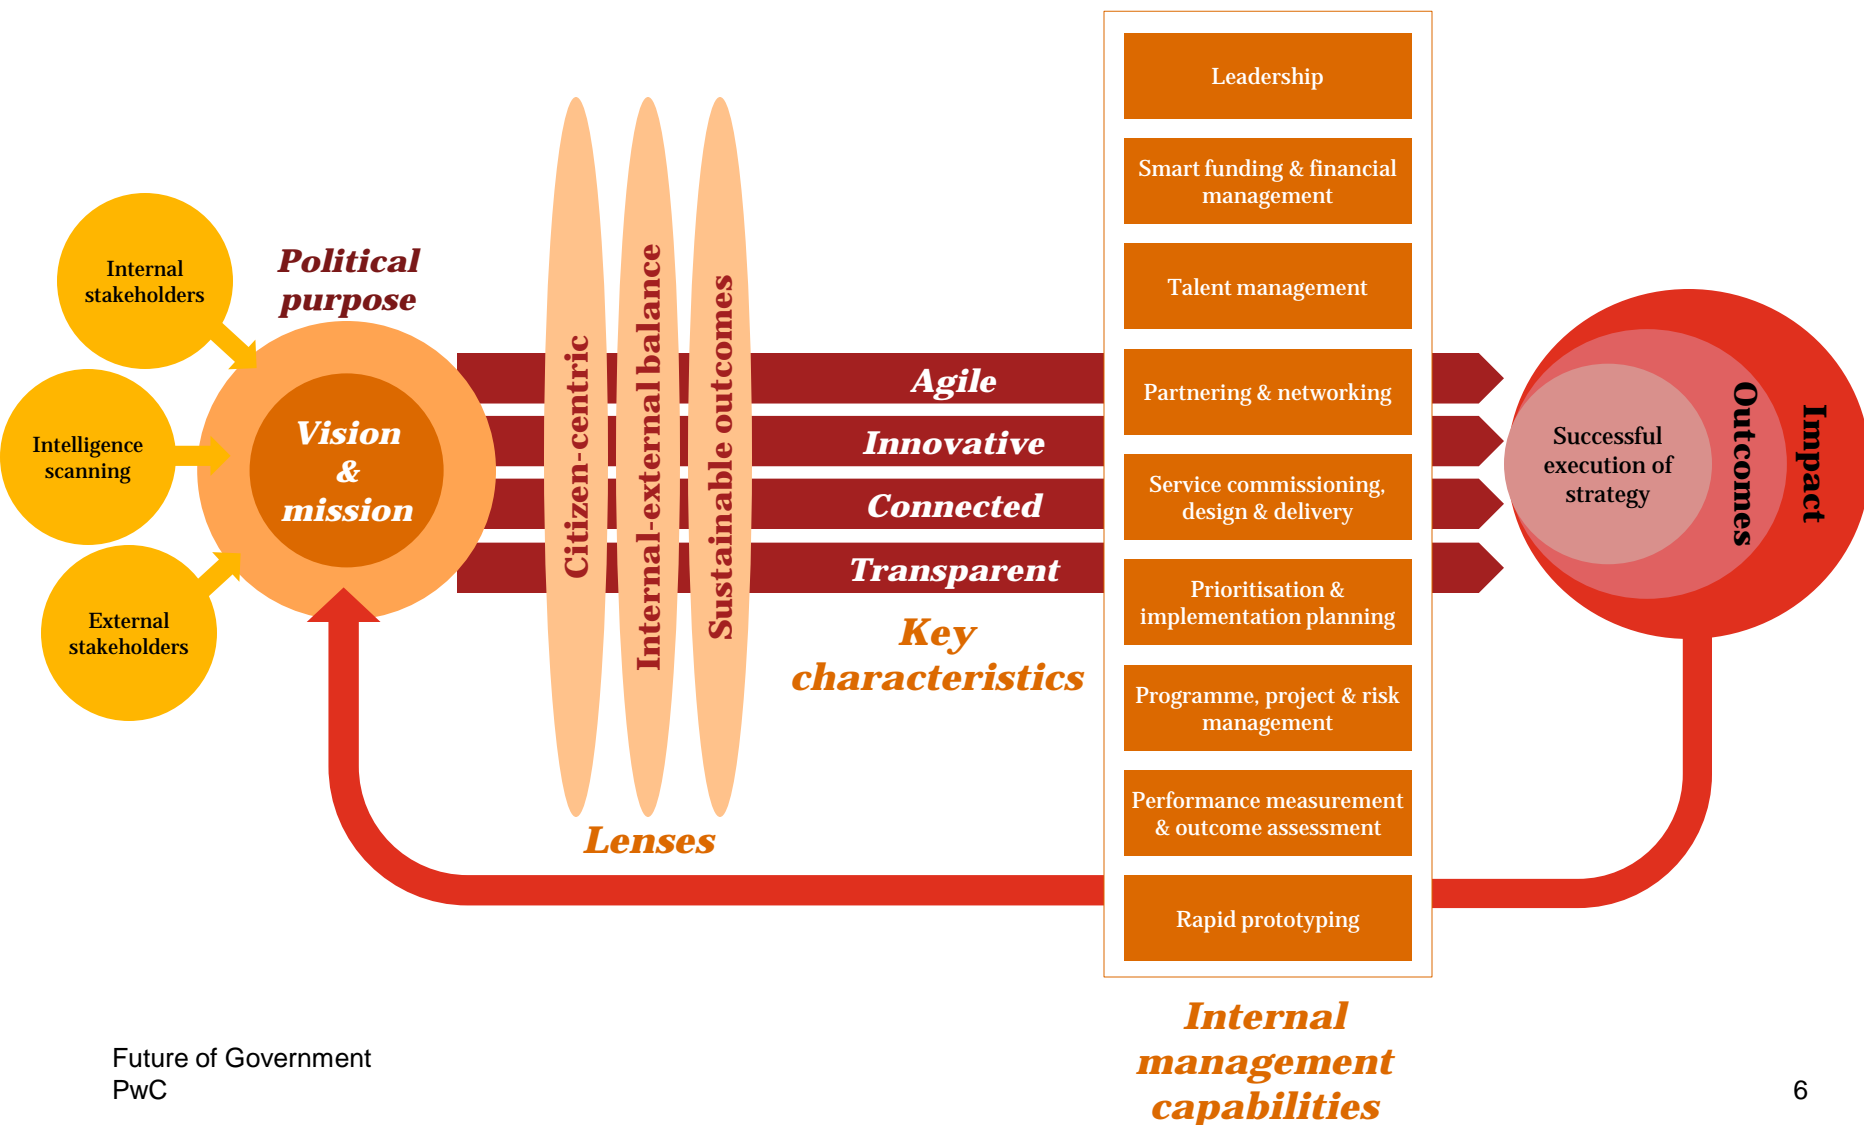 Internal
stakeholders
Intelligence
scanning
External
stakeholders
Political
purpose
Vision
&
mission
Citizen-centric
Internal-external balance
Sustainable outcomes
Lenses
Agile
Innovative
Connected
Transparent
Key
characteristics
Leadership
Smart funding & financial
management
Talent management
Partnering & networking
Service commissioning,
design & delivery
Prioritisation &
implementation planning
Programme, project & risk
management
Performance measurement
& outcome assessment
Rapid prototyping
Internal
management
capabilities
Successful
execution of
strategy
Outcomes
Impact
Future of Government
PwC
6